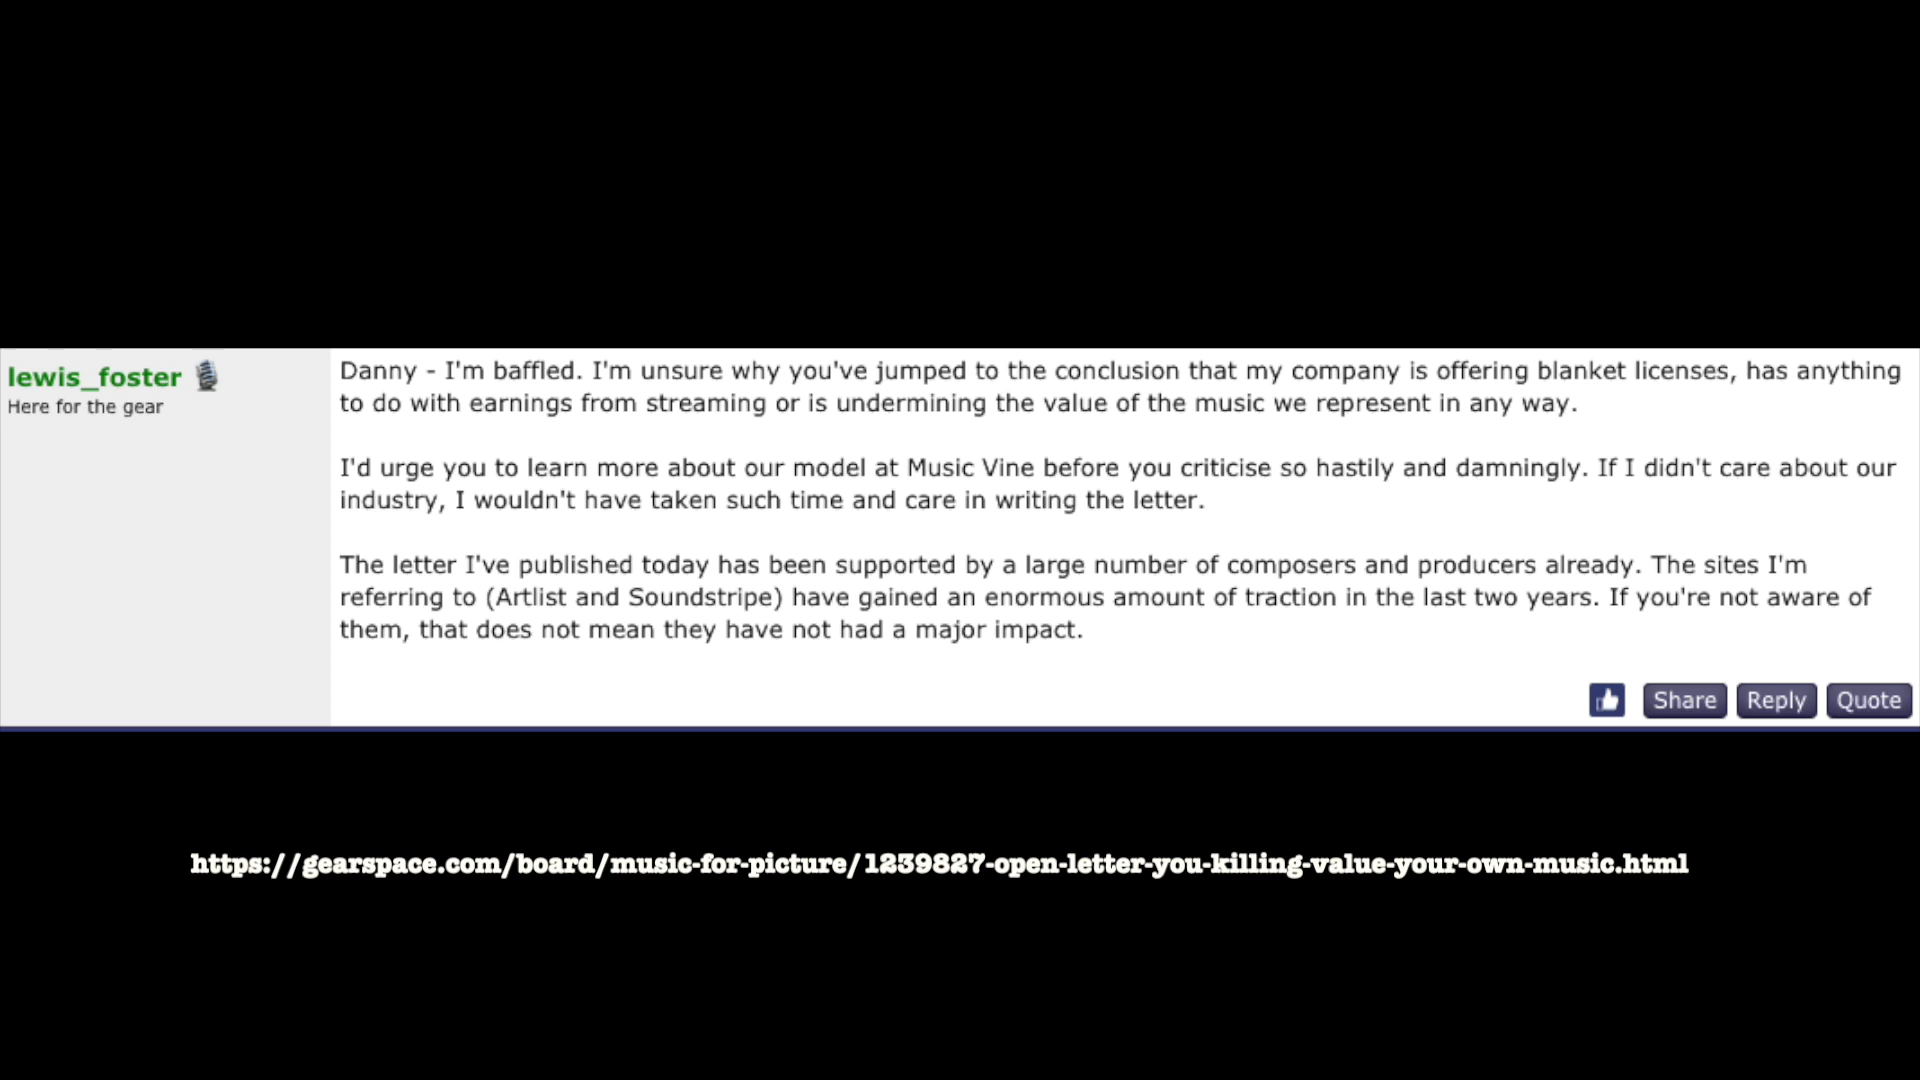 lewis_foster
Here for the gear
Danny - I'm baffled. I'm unsure why you've jumped to the conclusion that my company is offering blanket licenses, has anything
to do with earnings from streaming or is undermining the value of the music we represent in any way.
I'd urge you to learn more about our model at Music Vine before you criticise so hastily and damningly. If I didn't care about our
industry, I wouldn't have taken such time and care in writing the letter.
The letter I've published today has been supported by a large number of composers and producers already. The sites I'm
referring to (Artlist and Soundstripe) have gained an enormous amount of traction in the last two years. If you're not aware of
them, that does not mean they have not had a major impact.
Share Reply Quote
https://gearspace.com/board/music-for-picture/1239827-open-letter-you-killing-value-your-own-music.html